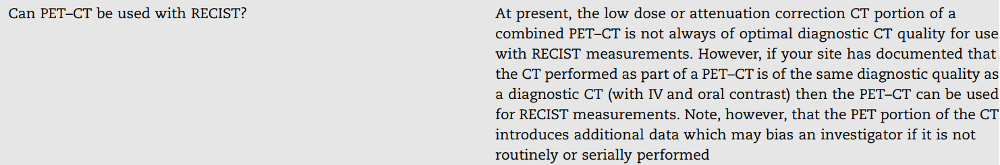 Can PET–CT be used with RECIST?
At present, the low dose or attenuation correction CT portion of a
combined PET–CT is not always of optimal diagnostic CT quality for use
with RECIST measurements. However, if your site has documented that
the CT performed as part of a PET–CT is of the same diagnostic quality as
a diagnostic CT (with IV and oral contrast) then the PET–CT can be used
for RECIST measurements. Note, however, that the PET portion of the CT
introduces additional data which may bias an investigator if it is not
routinely or serially performed